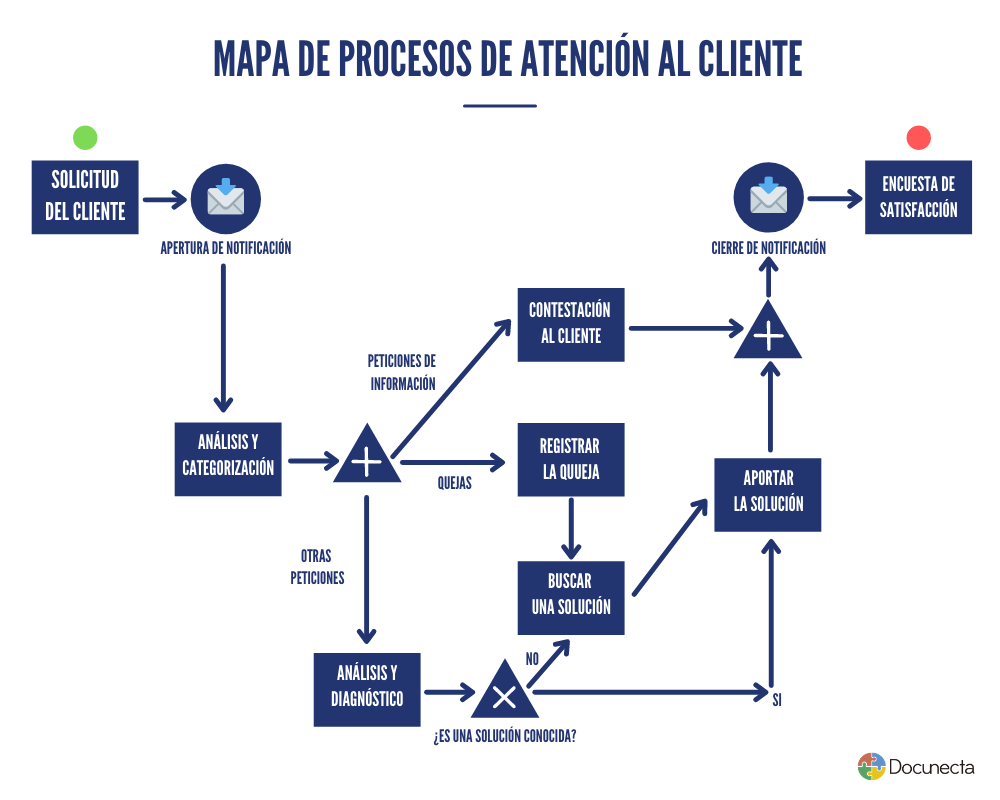 MAPA DE PROCESOS DE ATENCIÓN AL CLIENTE
SOLICITUD
DEL CLIENTE
APERTURA DE NOTIFICACIÓN
CIERRE DE NOTIFICACIÓN
ENCUESTA DE
SATISFACCIÓN
CONTESTACIÓN
AL CLIENTE
PETICIONES DE
INFORMACIÓN
ANÁLISIS Y
CATEGORIZACIÓN
QUEJAS
REGISTRAR
LA QUUEJA
APORTAR
LA SOLUCIÓN
OTRAS
PETICIONES
BUSCAR
UNA SOLUCIÓN
ANÁLISIS Y
DIAGNÓSTICO
NO
SI
¿ES UNA SOLUCIÓN CONOCIDA?
Docunecta